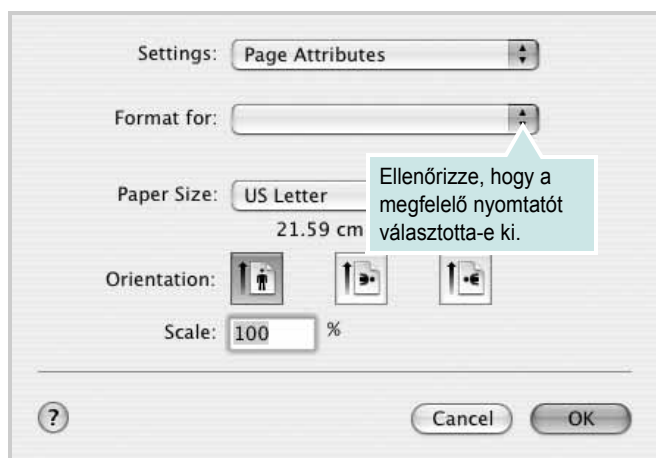 Settings: Page Attributes
Format for:
Ellenőrizze, hogy a
megfelelő nyomtatót
választotta-e ki.
Paper Size: US Letter
21.59 cm
Orientation:
Scale: 100 %
? Cancel OK